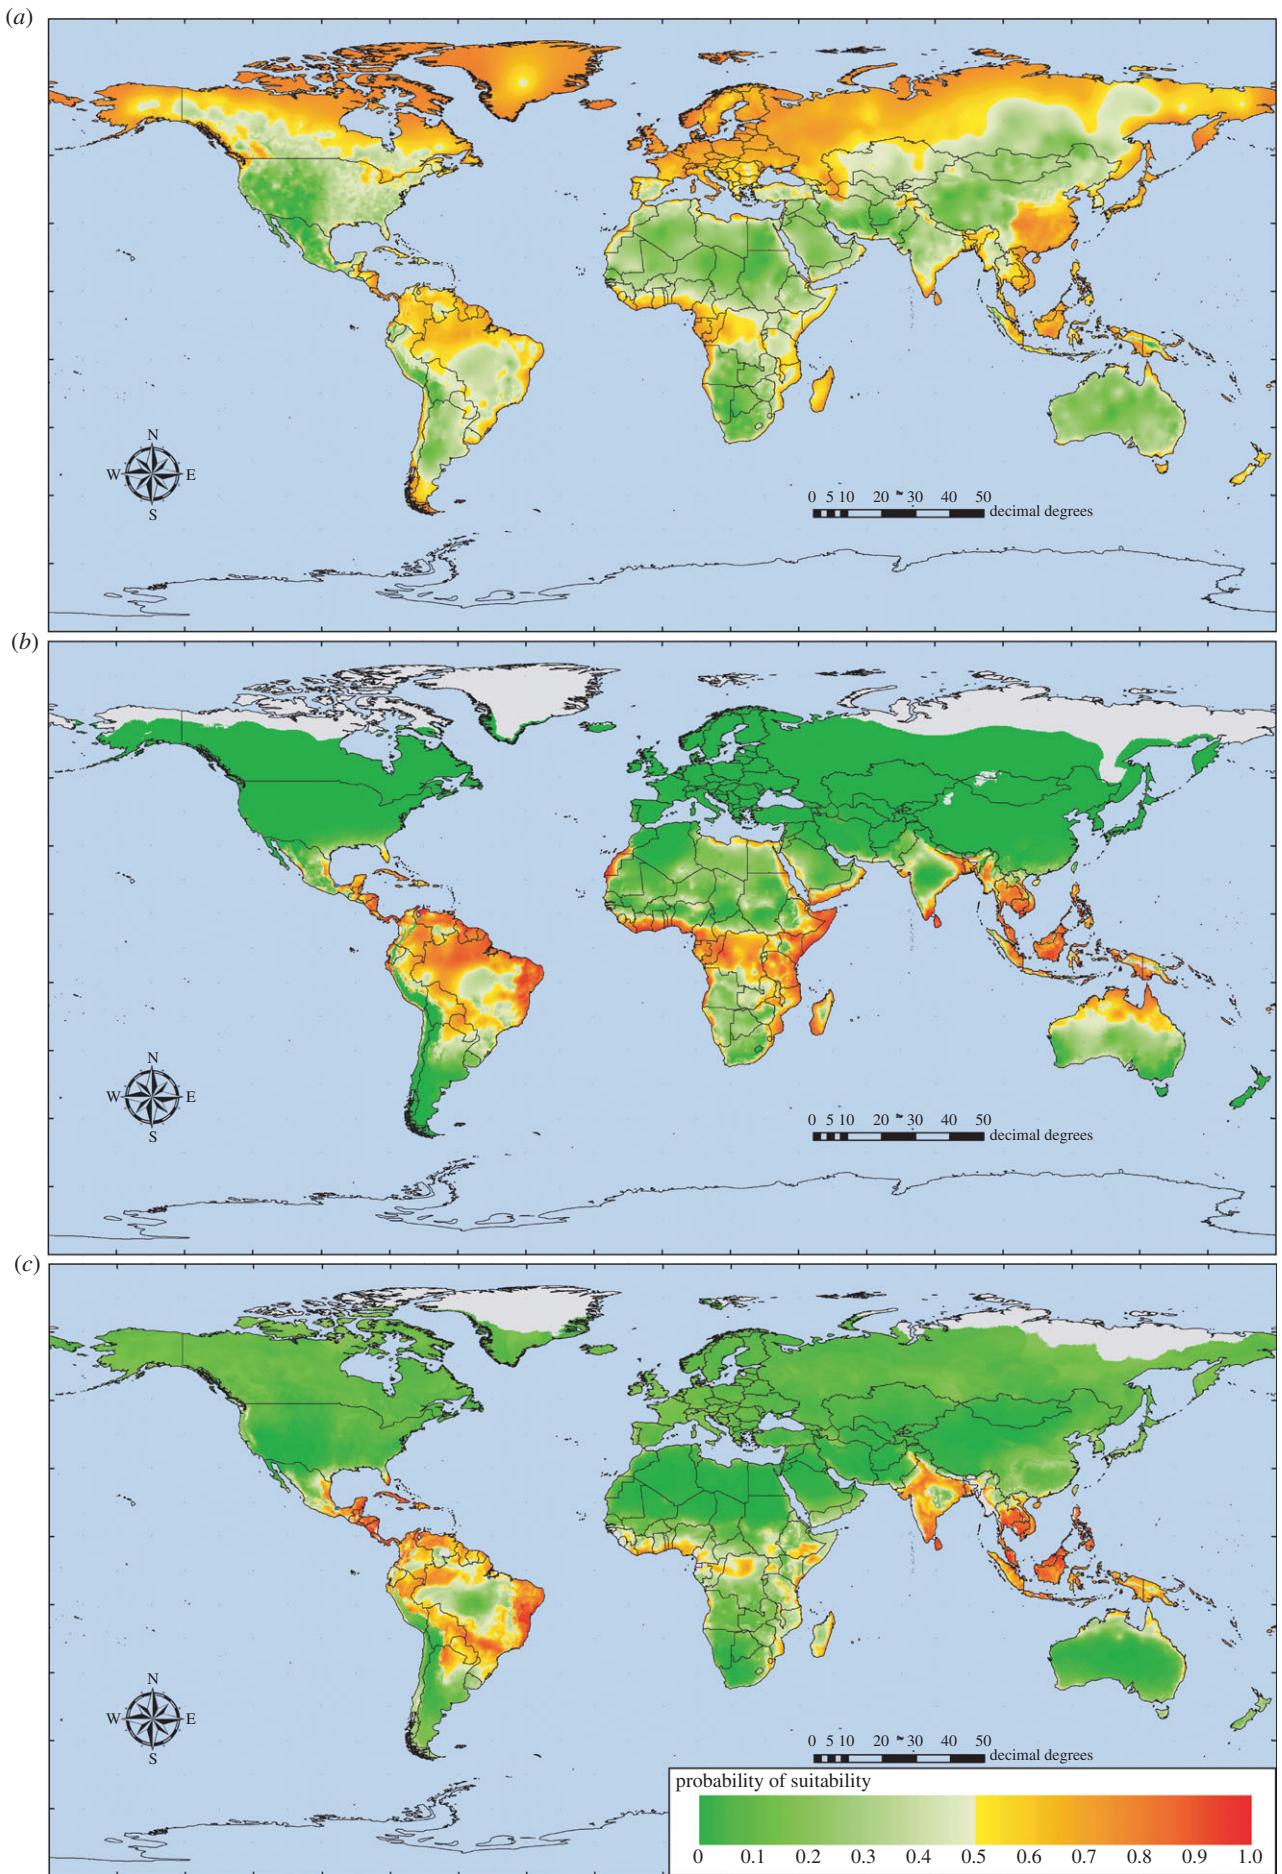 (a)
N
W E
S
0 5 10 20 30 40 50
decimal degrees
(b)
N
W E
S
0 5 10 20 30 40 50
decimal degrees
(c)
N
W E
S
0 5 10 20 30 40 50
decimal degrees
probability of suitability
0 0.1 0.2 0.3 0.4 0.5 0.6 0.7 0.8 0.9 1.0